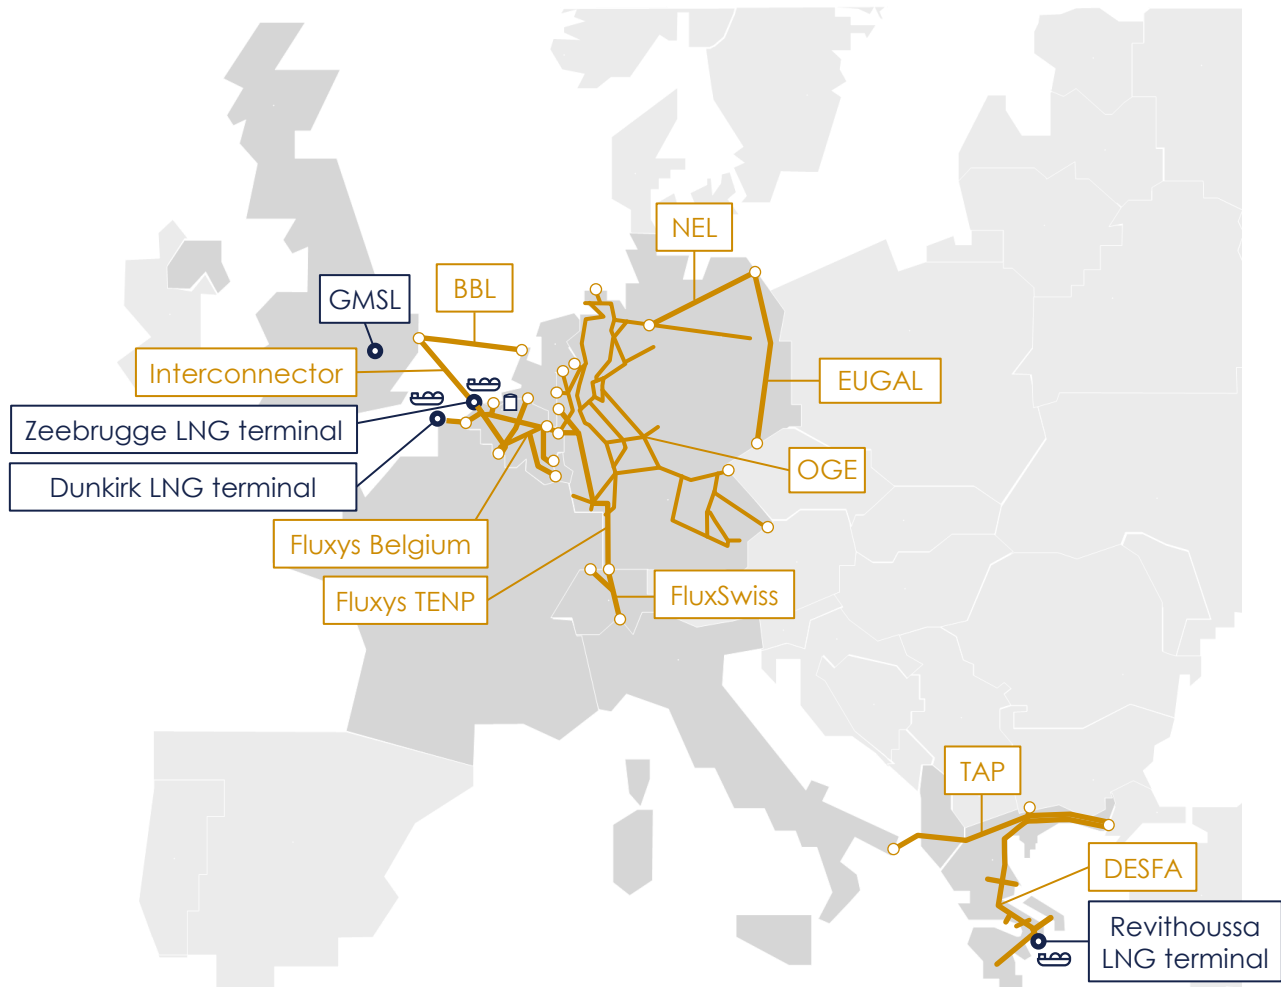 NEL
GMSL
BBL
Interconnector
EUGAL
Zeebrugge LNG terminal
Dunkirk LNG terminal
OGE
Fluxys Belgium
Fluxys TENP
FluxSwiss
TAP
DESFA
Revithoussa
LNG terminal